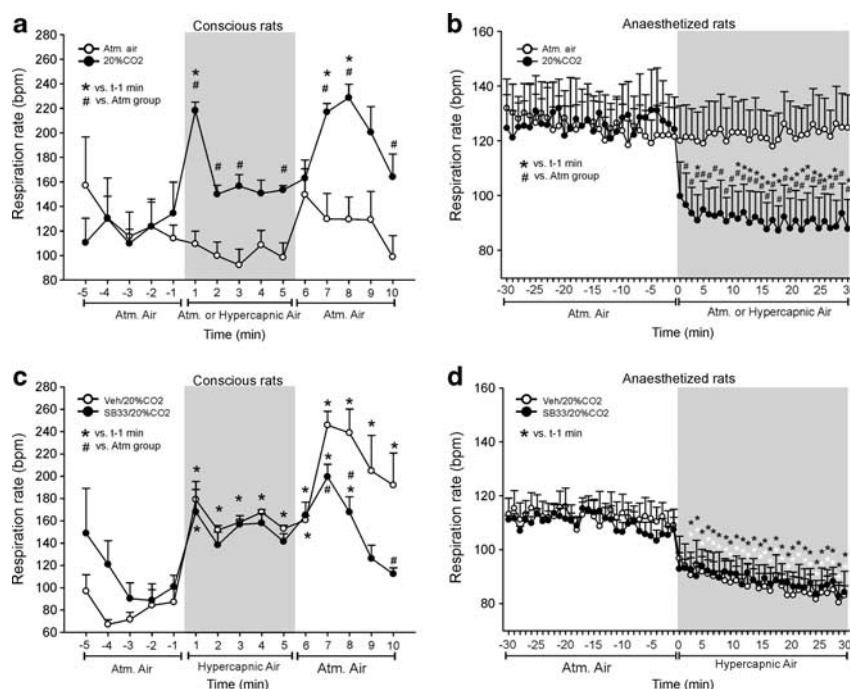 a
Conscious rats
Atm. air
20%CO2
* vs. t-1 min
# vs. Atm group
Respiration rate (bpm)
280
260
240
220
200
180
160
140
120
100
80
-5 -4 -3 -2 -1 1 2 3 4 5 6 7 8 9 10
Atm. Air
Atm. or Hypercapnic Air
Atm. Air
Time (min)
b
Anaesthetized rats
Atm. air
20%CO2
* vs. t-1 min
# vs. Atm group
Respiration rate (bpm)
160
140
120
100
80
-30 -25 -20 -15 -10 -5 0 5 10 15 20 25 30
Atm. Air
Atm. or Hypercapnic Air
Time (min)
c
Conscious rats
Veh/20%CO2
SB33/20%CO2
* vs. t-1 min
# vs. Atm group
Respiration rate (bpm)
280
260
240
220
200
180
160
140
120
100
80
60
-5 -4 -3 -2 -1 1 2 3 4 5 6 7 8 9 10
Atm. Air
Hypercapnic Air
Atm. Air
Time (min)
d
Anaesthetized rats
Veh/20%CO2
SB33/20%CO2
* vs. t-1 min
Respiration rate (bpm)
160
140
120
100
80
-30 -25 -20 -15 -10 -5 0 5 10 15 20 25 30
Atm. Air
Hypercapnic Air
Time (min)